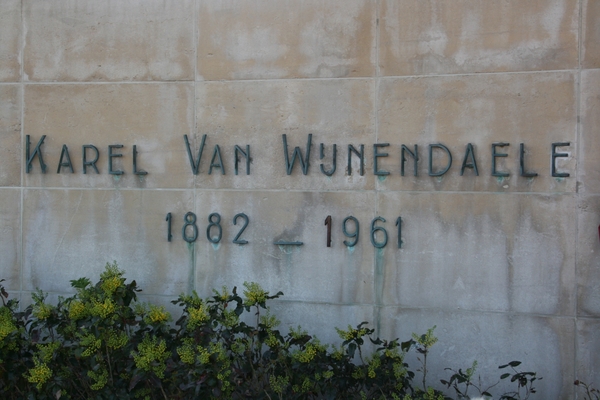 Karel Van Wijnendaele
1882 – 1961